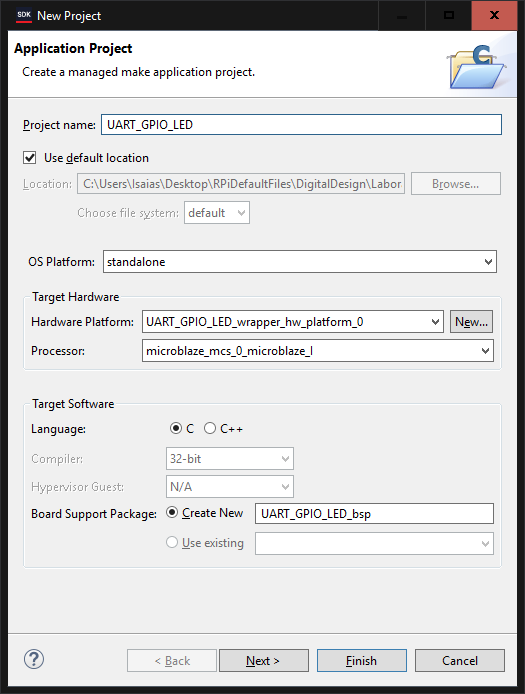 SDK New Project
Application Project
Create a managed make application project.
C
Project name: UART_GPIO_LED
Use default location
Location: C:\Users\Isaias\Desktop\RPiDefaultFiles\DigitalDesign\Labor Browse...
Choose file system: default
OS Platform: standalone
Target Hardware
Hardware Platform: UART_GPIO_LED_wrapper_hw_platform_0 New...
Processor: microblaze_mcs_0_microblaze_I
Target Software
Language: C C++
Compiler: 32-bit
Hypervisor Guest: N/A
Board Support Package: Create New UART_GPIO_LED_bsp
Use existing
? < Back Next > Finish Cancel